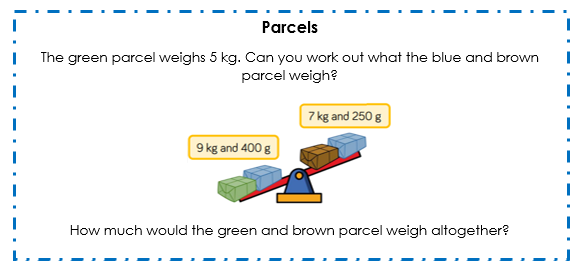 Parcels
The green parcel weighs 5 kg. Can you work out what the blue and brown
parcel weigh?
7 kg and 250 g
9 kg and 400 g
How much would the green and brown parcel weigh altogether?